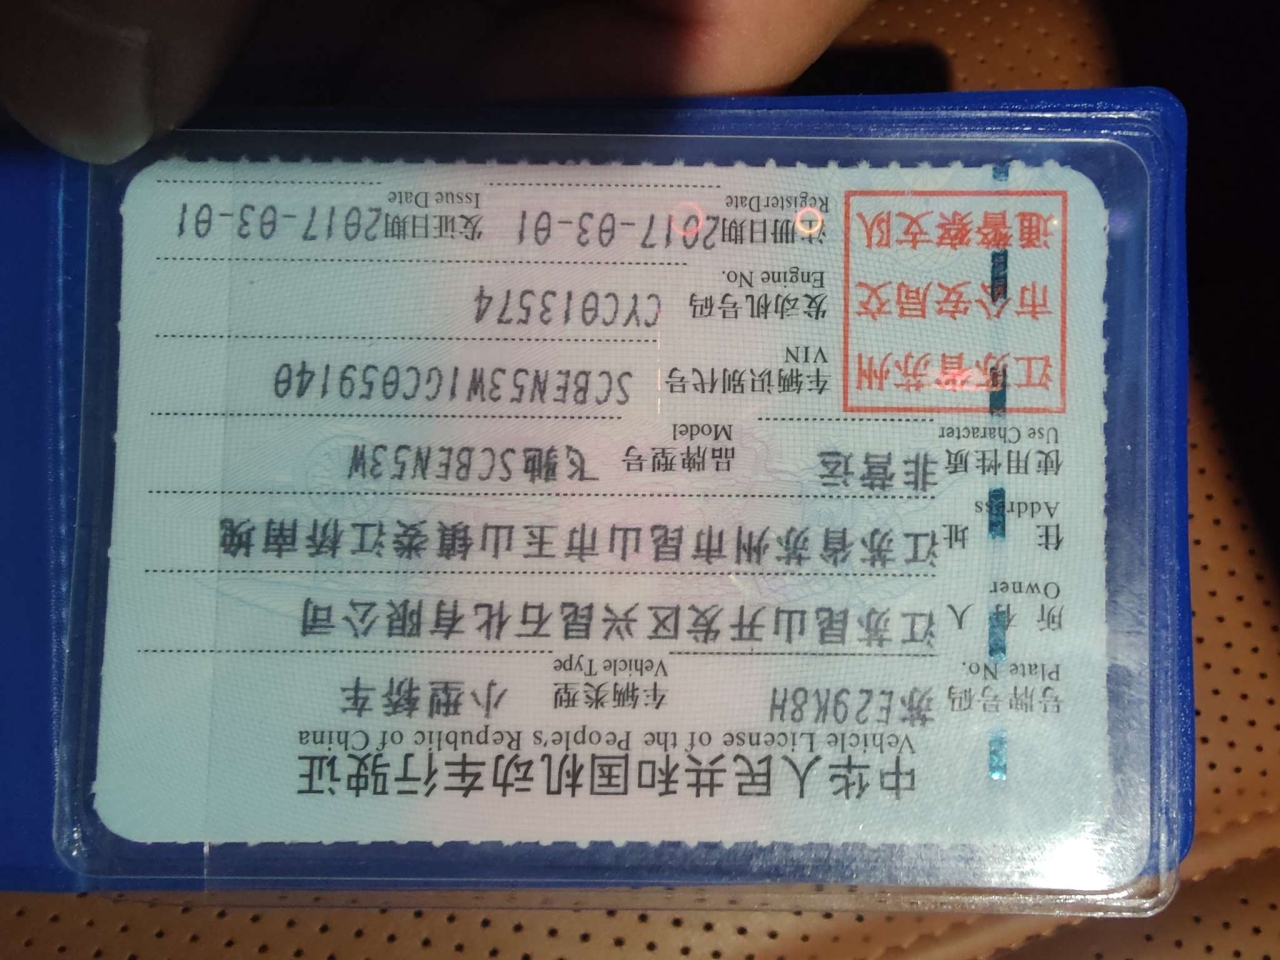 中华人民共和国机动车行驶证
Vehicle License of the People's Republic of China
号牌号码 苏E29K8H 车辆类型 小型轿车
Plate No. Vehicle Type
所有人 江苏昆山开发区兴昆石化有限公司
Owner
住址 江苏省苏州市昆山市玉山镇娄江桥南堍
Address
使用性质 非营运 品牌型号 飞驰SCBEN53W
Use Character Model
江苏省苏州
市公安局交
通警察支队
车辆识别代号 SCBEN53W1GC059140
VIN
发动机号码 CYC013574
Engine No.
注册日期 2017-03-01 发证日期 2017-03-01
Register Date Issue Date